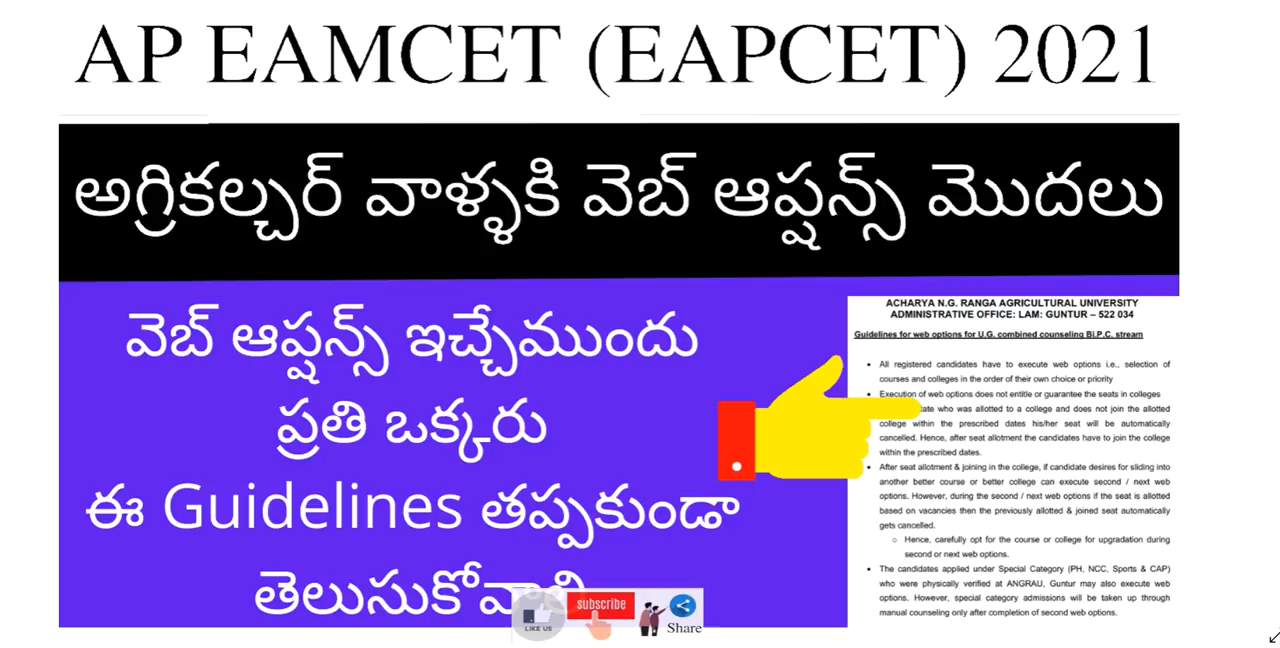 AP EAMCET (EAPCET) 2021
అగ్రికల్చర్ వాళ్ళకి వెబ్ ఆప్షన్స్ మొదలు
వెబ్ ఆప్షన్స్ ఇచ్చేముందు
ప్రతి ఒక్కరు
ఈ Guidelines తప్పకుండా
ACHARYA N.G. RANGA AGRICULTURAL UNIVERSITY
ADMINISTRATIVE OFFICE: LAM: GUNTUR – 522 034
Guidelines for web options for U.G. combined counseling Bi.P.C. stream
• All registered candidates have to execute web options i.e., selection of
courses and colleges in the order of their own choice or priority
• Execution of web options does not entitle or guarantee the seats in colleges
who was allotted to a college and does not join the allotted
college within the prescribed dates his/her seat will be automatically
cancelled. Hence, after seat allotment the candidates have to join the college
within the prescribed dates.
• After seat allotment & joining in the college, if candidate desires for sliding into
another better course or better college can execute second / next web
options. However, during the second / next web options if the seat is allotted
based on vacancies then the previously allotted & joined seat automatically
gets cancelled.
o Hence, carefully opt for the course or college for upgradation during
second or next web options.
• The candidates applied under Special Category (PH, NCC, Sports & CAP)
who were physically verified at ANGRAU, Guntur may also execute web
options. However, special category admissions will be taken up through
manual counseling only after completion of second web options.
LIKE US
subscribe
Share